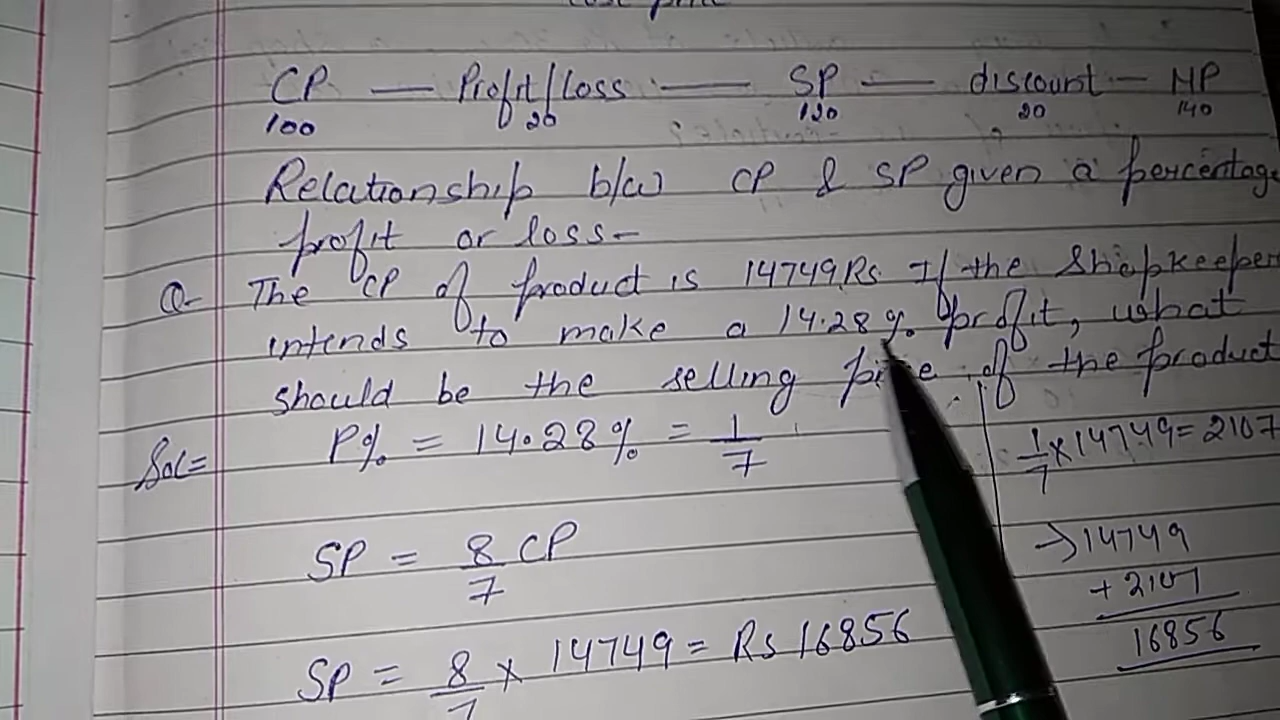 CP — Profit/Loss — SP — discount — MP
100 20 120 20 140
Relationship b/w CP & SP given a percentage
profit or loss-
Q- The CP of product is 14749 Rs If the Shopkeeper
intends to make a 14.28% profit, what
should be the selling price of the product
Sol= P% = 14.28% = 1/7
1/7 × 14749 = 2107
SP = 8/7 CP
→ 14749
+ 2107
16856
SP = 8/7 × 14749 = Rs 16856